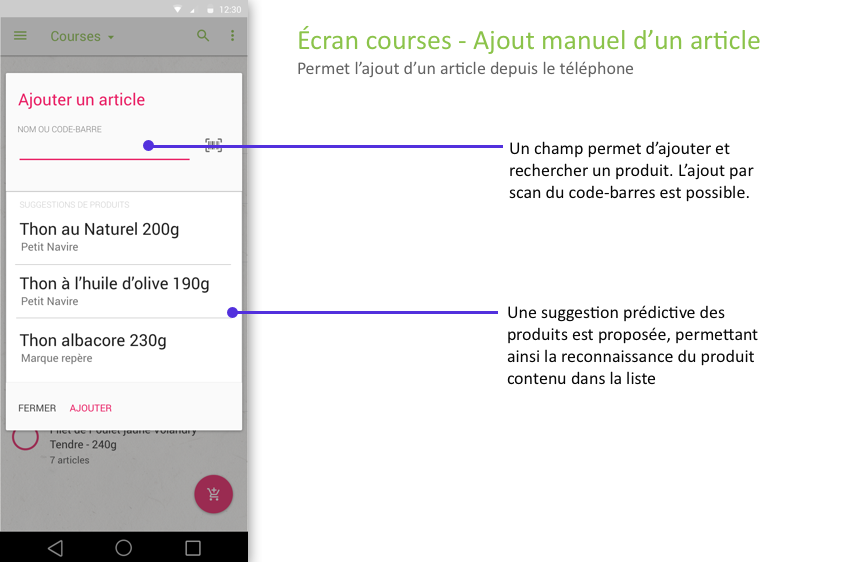 12:30
Courses
Écran courses - Ajout manuel d'un article
Permet l'ajout d'un article depuis le téléphone
Ajouter un article
NOM OU CODE-BARRE
Un champ permet d'ajouter et
rechercher un produit. L'ajout par
scan du code-barres est possible.
SUGGESTIONS DE PRODUITS
Thon au Naturel 200g
Petit Navire
Thon à l'huile d'olive 190g
Petit Navire
Une suggestion prédictive des
produits est proposée, permettant
ainsi la reconnaissance du produit
contenu dans la liste
Thon albacore 230g
Marque repère
FERMER AJOUTER
Filet de Poulet jaune Volandry
Tendre - 240g
7 articles